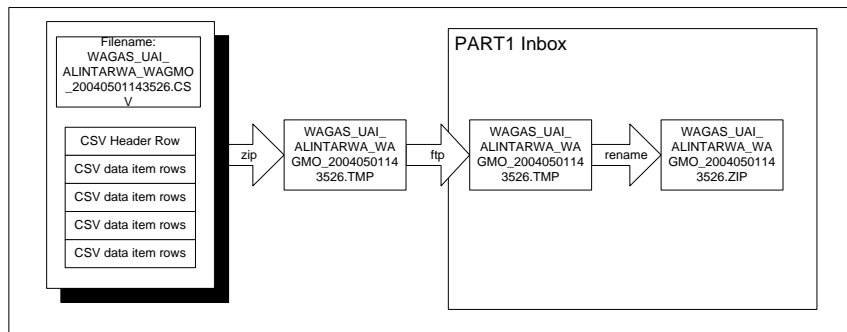 Filename:
WAGAS_UAI_
ALINTARWA_WAGMO
_20040501143526.CS
V
CSV Header Row
CSV data item rows
CSV data item rows
CSV data item rows
CSV data item rows
zip
WAGAS_UAI_
ALINTARWA_WA
GMO_2004050114
3526.TMP
ftp
PART1 Inbox
WAGAS_UAI_
ALINTARWA_WA
GMO_2004050114
3526.TMP
rename
WAGAS_UAI_
ALINTARWA_WA
GMO_2004050114
3526.ZIP